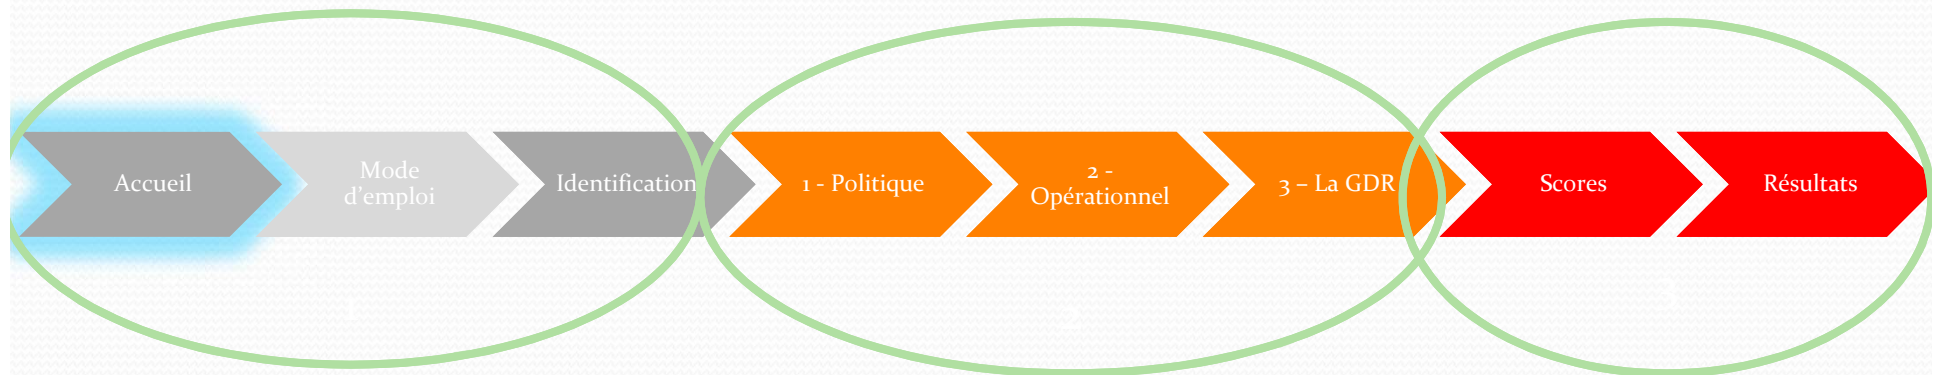 Accueil
Mode
d'emploi
Identification
1 - Politique
2 -
Opérationnel
3 – La GDR
Scores
Résultats